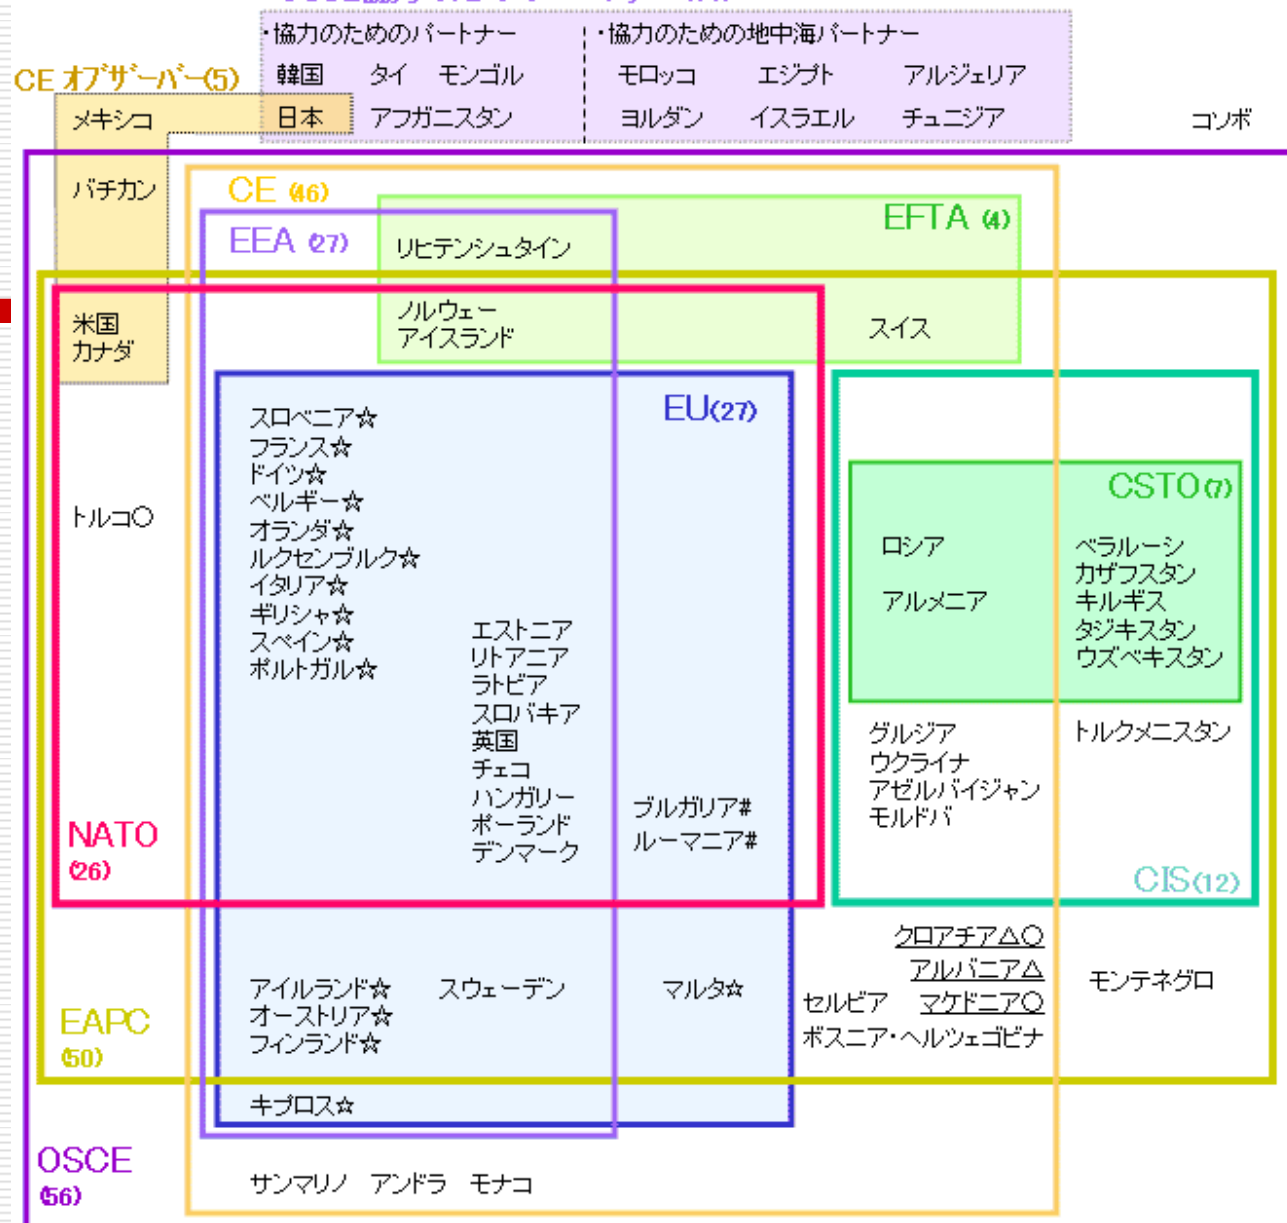 ・協力のためのパートナー ・協力のための地中海パートナー
CE オブザーバー(5) 韓国 タイ モンゴル モロッコ エジプト アルジェリア
メキシコ 日本 アフガニスタン ヨルダン イスラエル チュニジア コソボ
バチカン CE (46)
EFTA (4)
EEA (27) リヒテンシュタイン
米国 ノルウェー スイス
カナダ アイスランド
EU(27)
スロベニア☆
フランス☆
ドイツ☆
ベルギー☆ CSTO(7)
トルコ○ オランダ☆
ルクセンブルク☆ ロシア ベラルーシ
イタリア☆ カザフスタン
ギリシャ☆ アルメニア キルギス
スペイン☆ エストニア タジキスタン
ポルトガル☆ リトアニア ウズベキスタン
ラトビア
スロバキア
英国 グルジア トルクメニスタン
チェコ ウクライナ
ハンガリー ブルガリア# アゼルバイジャン
ポーランド モルドバ
デンマーク ルーマニア#
NATO
(26) CIS(12)
クロアチア△○
アルバニア△
アイルランド☆ スウェーデン マルタ☆ モンテネグロ
オーストリア☆ セルビア マケドニア○
フィンランド☆ ボスニア・ヘルツェゴビナ
EAPC
(50)
キプロス☆
OSCE
(56) サンマリノ アンドラ モナコ